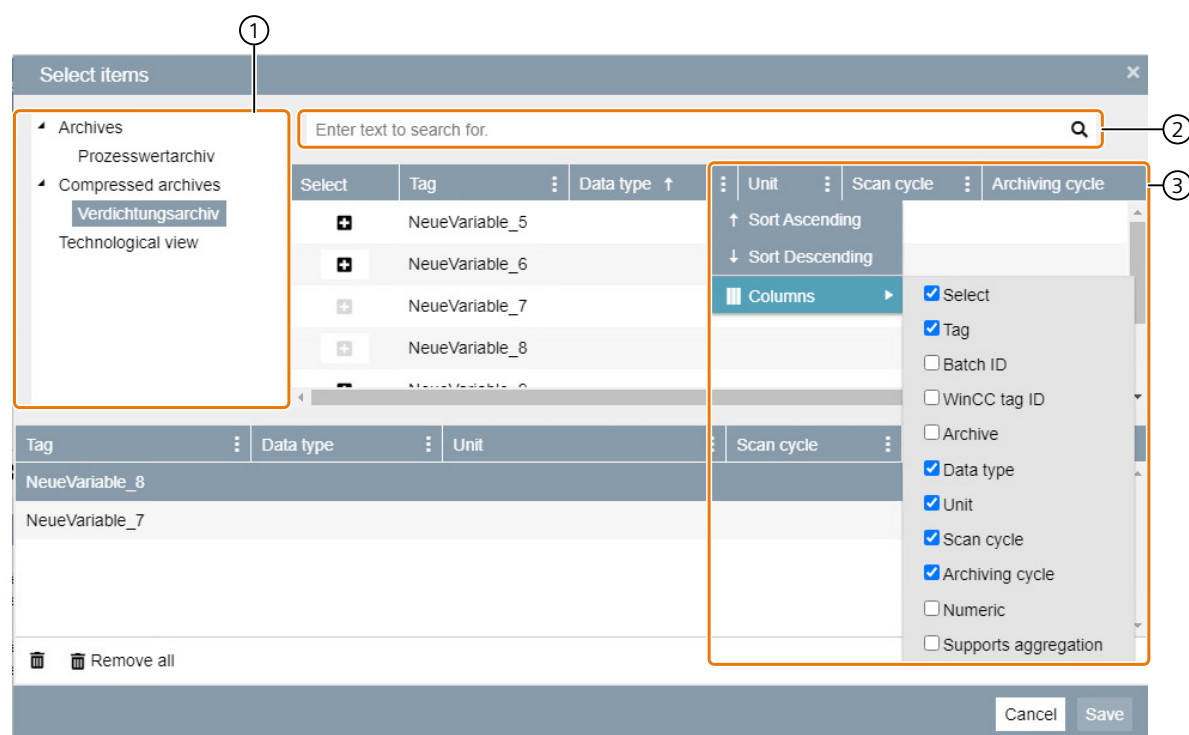 1
Select items
Archives
Prozesswertarchiv
Compressed archives
Verdichtungsarchiv
Technological view
Enter text to search for.
2
Select Tag Data type ↑ Unit Scan cycle Archiving cycle
3
NeueVariable_5
NeueVariable_6
NeueVariable_7
NeueVariable_8
↑ Sort Ascending
↓ Sort Descending
Columns
Select
Tag
Batch ID
WinCC tag ID
Archive
Data type
Unit
Scan cycle
Archiving cycle
Numeric
Supports aggregation
Tag Data type Unit Scan cycle
NeueVariable_8
NeueVariable_7
Remove all
Cancel Save